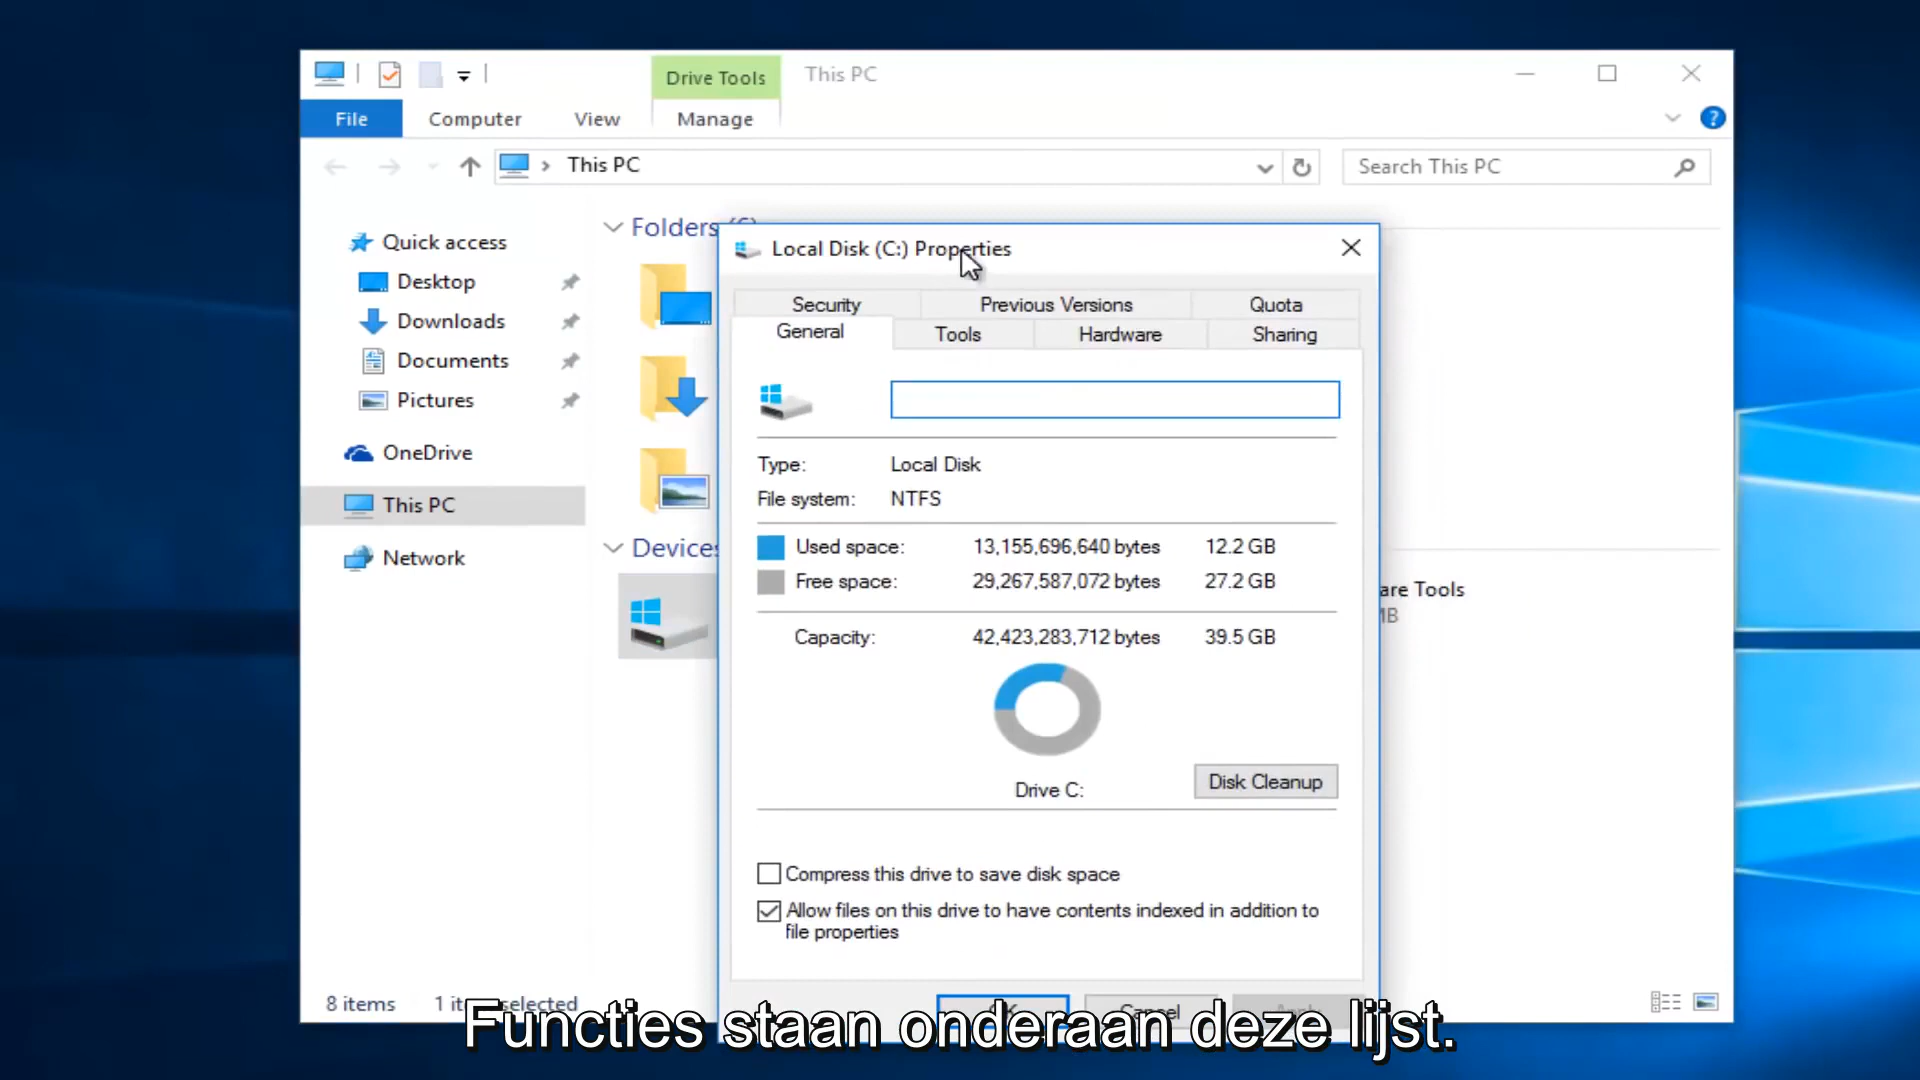 Drive Tools
This PC
File
Computer
View
Manage
This PC
Search This PC
Quick access
Desktop
Downloads
Documents
Pictures
OneDrive
This PC
Network
Folders
Devices
Local Disk (C:) Properties
Security
Previous Versions
Quota
General
Tools
Hardware
Sharing
Type: Local Disk
File system: NTFS
Used space: 13,155,696,640 bytes 12.2 GB
Free space: 29,267,587,072 bytes 27.2 GB
Capacity: 42,423,283,712 bytes 39.5 GB
Drive C:
Disk Cleanup
Compress this drive to save disk space
Allow files on this drive to have contents indexed in addition to
file properties
are Tools
MB
8 items
1 item selected
OK
Cancel
Apply
Functies staan onderaan deze lijst.